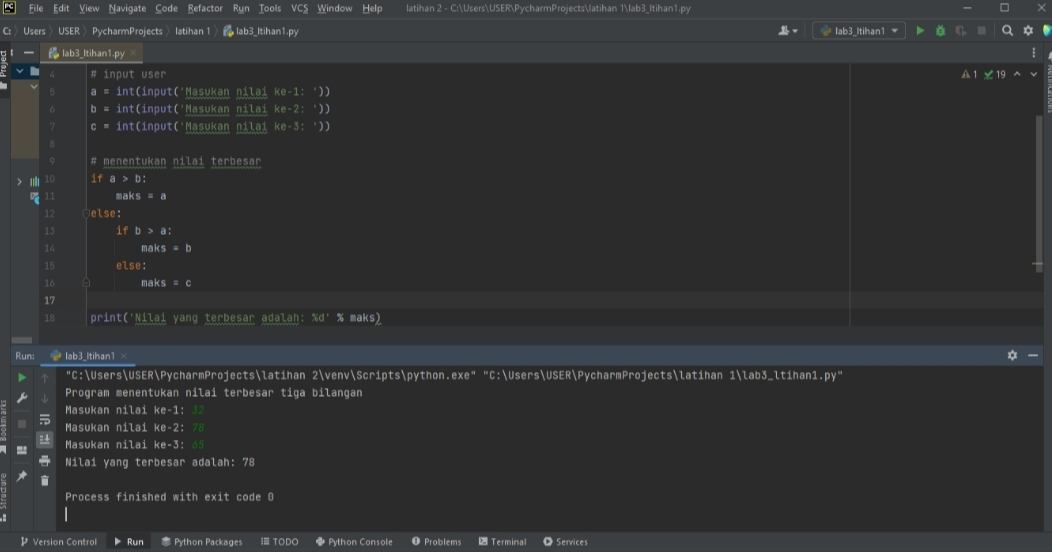 PC File Edit View Navigate Code Refactor Run Tools VCS Window Help latihan 2 - C:\Users\USER\PycharmProjects\latihan 1\lab3_ltihan1.py
C: Users USER PycharmProjects latihan 1 lab3_ltihan1.py lab3_ltihan1
Project
lab3_ltihan1.py
Notifications
4 # input user 1 19
5 a = int(input('Masukan nilai ke-1: '))
6 b = int(input('Masukan nilai ke-2: '))
7 c = int(input('Masukan nilai ke-3: '))
8
9 # menentukan nilai terbesar
10 if a > b:
11 maks = a
12 else:
13 if b > a:
14 maks = b
15 else:
16 maks = c
17
18 print('Nilai yang terbesar adalah: %d' % maks)
Run: lab3_ltihan1
"C:\Users\USER\PycharmProjects\latihan 2\venv\Scripts\python.exe" "C:\Users\USER\PycharmProjects\latihan 1\lab3_ltihan1.py"
Program menentukan nilai terbesar tiga bilangan
Masukan nilai ke-1: 32
Masukan nilai ke-2: 78
Masukan nilai ke-3: 65
Nilai yang terbesar adalah: 78
Process finished with exit code 0
Bookmarks
Structure
Version Control Run Python Packages TODO Python Console Problems Terminal Services